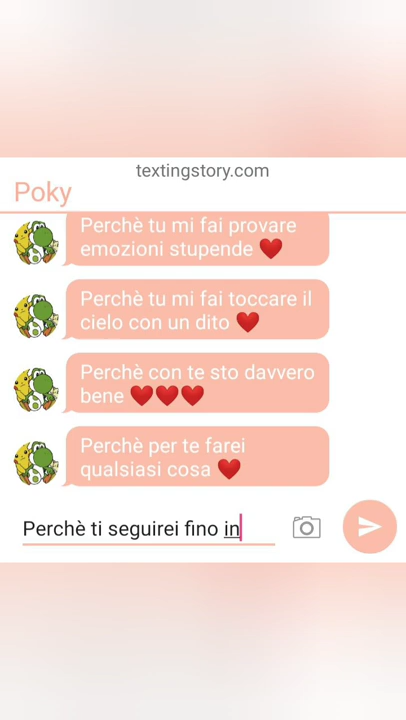 textingstory.com
Poky
Perchè tu mi fai provare
emozioni stupende ❤️
Perchè tu mi fai toccare il
cielo con un dito ❤️
Perchè con te sto davvero
bene ❤️❤️❤️
Perchè per te farei
qualsiasi cosa ❤️
Perchè ti seguirei fino in